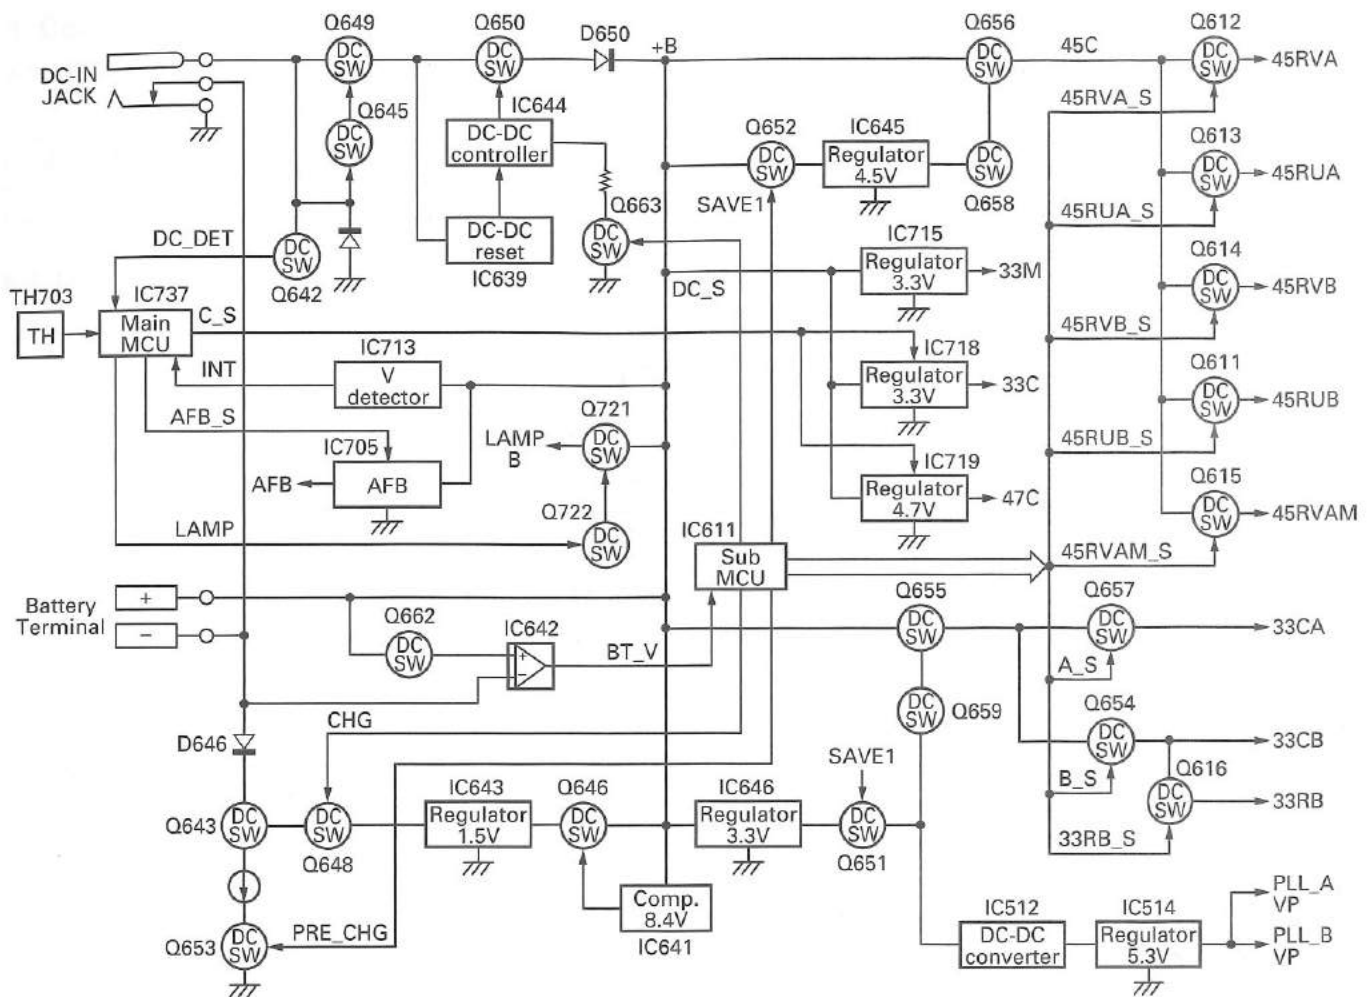 Q649
Q650
D650
+B
Q656
45C
Q612
DC
SW
DC
SW
DC
SW
DC
SW
45RVA
DC-IN
JACK
Q645
DC
SW
IC644
DC-DC
controller
Q652
DC
SW
IC645
Regulator
4.5V
DC
SW
Q658
45RVA_S
Q613
DC
SW
45RUA
SAVE1
45RUA_S
Q663
DC
SW
DC-DC
reset
IC639
DC_DET
DC
SW
Q642
IC715
Regulator
3.3V
33M
DC_S
Q614
DC
SW
45RVB
45RVB_S
TH703
TH
IC737
Main
MCU
C_S
INT
IC713
V
detector
IC718
Regulator
3.3V
33C
Q611
DC
SW
45RUB
45RUB_S
AFB_S
IC705
AFB
AFB
Q721
DC
SW
LAMP
B
IC719
Regulator
4.7V
47C
Q615
DC
SW
45RVAM
45RVAM_S
LAMP
Q722
DC
SW
IC611
Sub
MCU
Battery
Terminal
+
−
Q662
DC
SW
IC642
+
−
BT_V
Q655
DC
SW
Q657
DC
SW
33CA
A_S
Q659
DC
SW
Q654
DC
SW
33CB
B_S
Q616
DC
SW
33RB
33RB_S
CHG
D646
Q643
DC
SW
DC
SW
Q648
IC643
Regulator
1.5V
Q646
DC
SW
IC646
Regulator
3.3V
SAVE1
DC
SW
Q651
Q653
DC
SW
PRE_CHG
Comp.
8.4V
IC641
IC512
DC-DC
converter
IC514
Regulator
5.3V
PLL_A
VP
PLL_B
VP